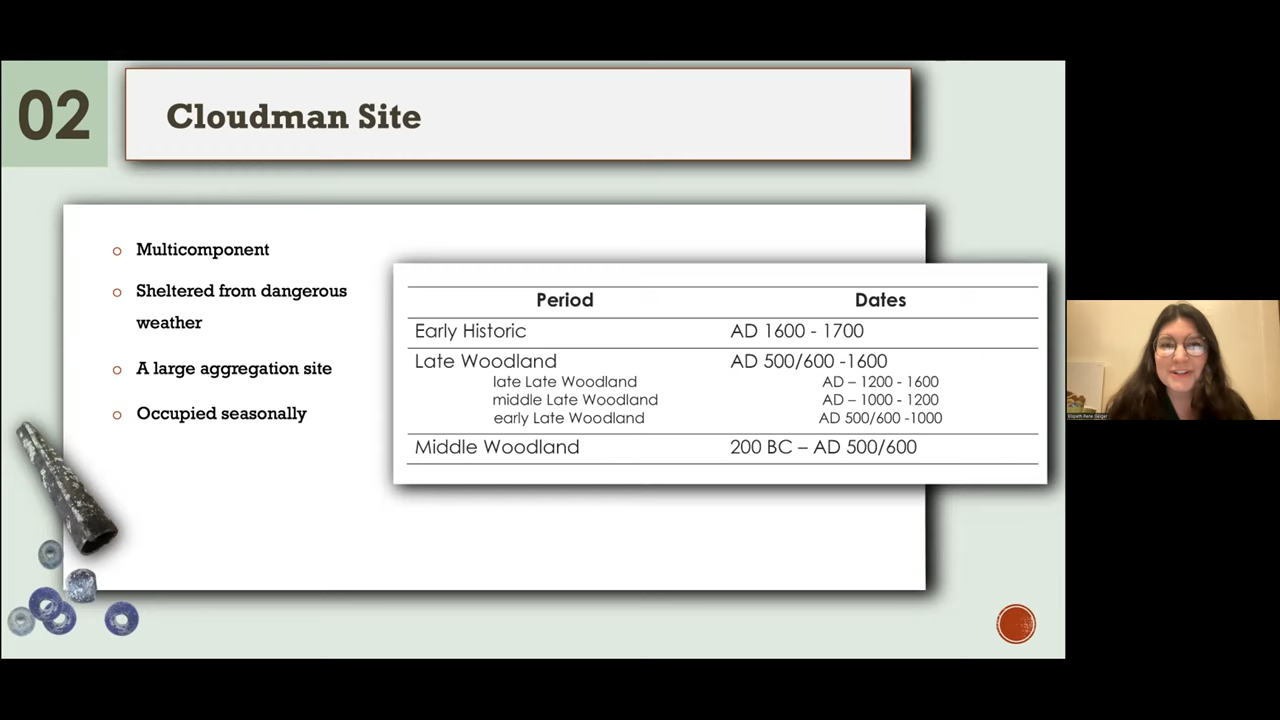 02
Cloudman Site
Multicomponent
Sheltered from dangerous
weather
A large aggregation site
Occupied seasonally
Period Dates
Early Historic AD 1600 - 1700
Late Woodland AD 500/600 -1600
late Late Woodland AD – 1200 - 1600
middle Late Woodland AD – 1000 - 1200
early Late Woodland AD 500/600 -1000
Middle Woodland 200 BC – AD 500/600